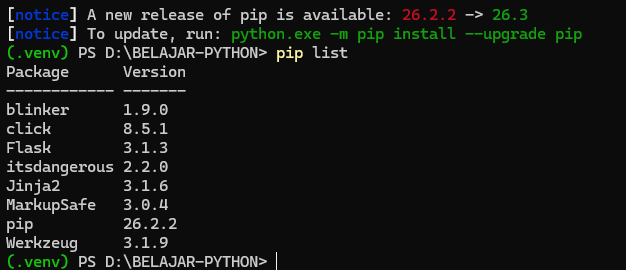 [notice] A new release of pip is available: 26.2.2 -> 26.3
[notice] To update, run: python.exe -m pip install --upgrade pip
(.venv) PS D:\BELAJAR-PYTHON> pip list
Package      Version
------------ -------
blinker      1.9.0
click        8.5.1
Flask        3.1.3
itsdangerous 2.2.0
Jinja2       3.1.6
MarkupSafe   3.0.4
pip          26.2.2
Werkzeug     3.1.9
(.venv) PS D:\BELAJAR-PYTHON>